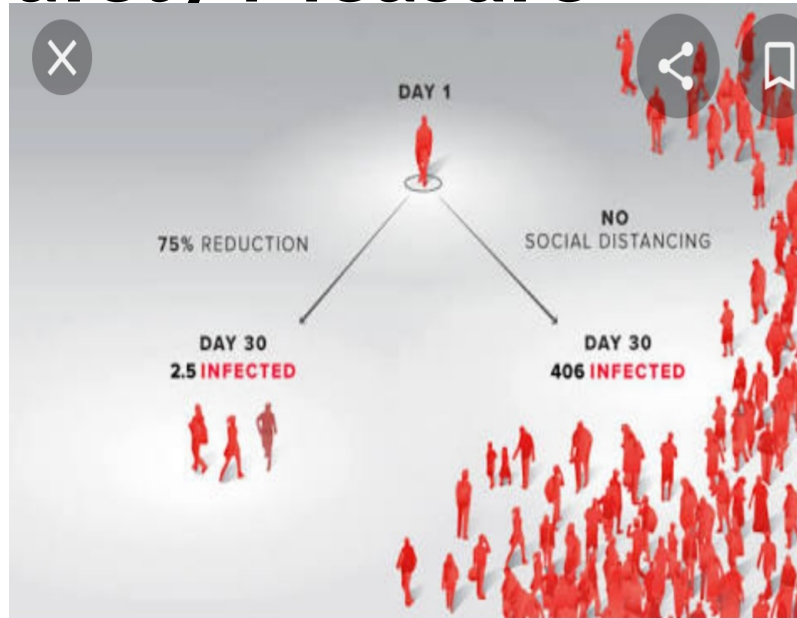 DAY 1
75% REDUCTION
NO
SOCIAL DISTANCING
DAY 30
2.5 INFECTED
DAY 30
406 INFECTED